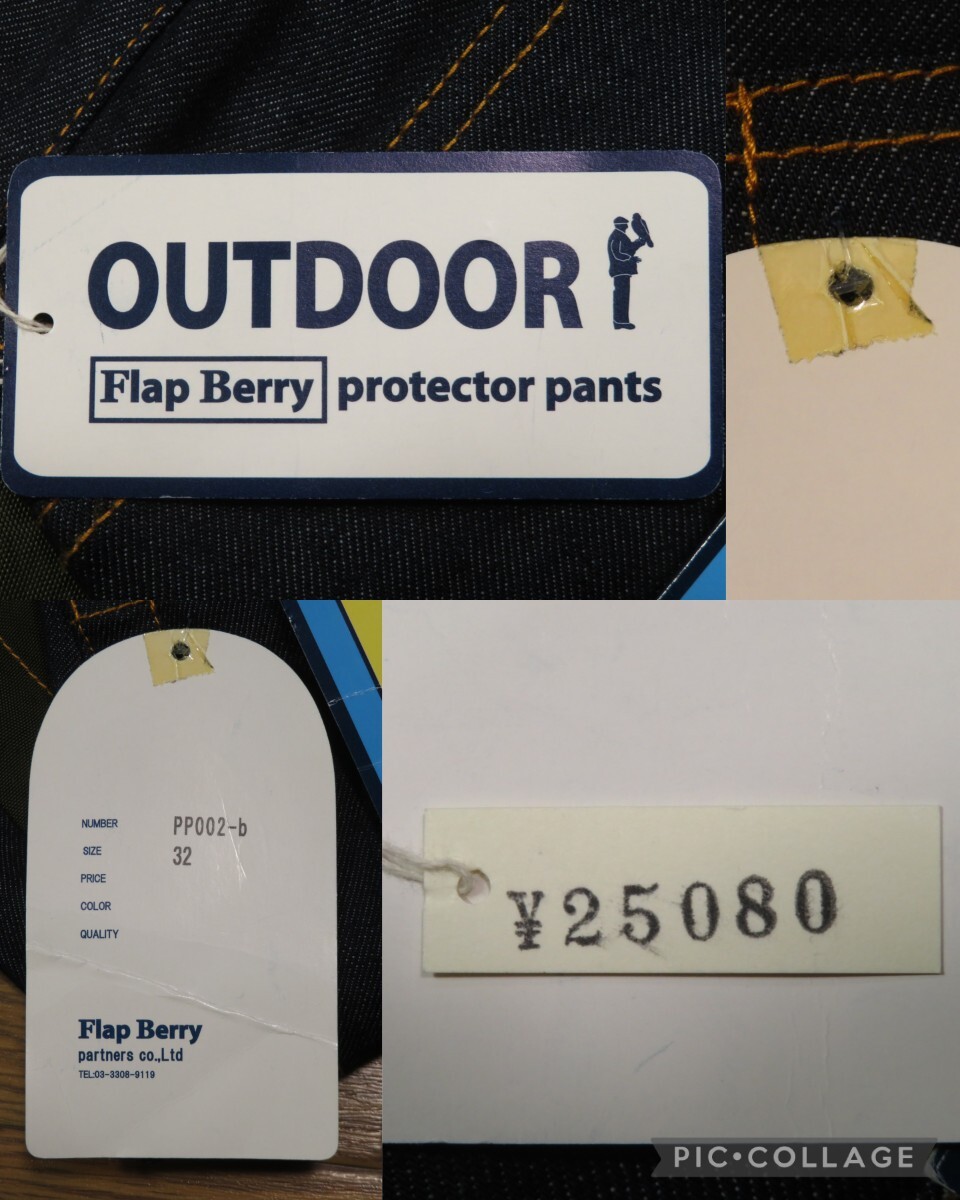 OUTDOOR
Flap Berry protector pants
NUMBER PP002-b
SIZE 32
PRICE
COLOR
QUALITY
Flap Berry
partners co.,Ltd
TEL:03-3308-9119
¥25080
PIC•COLLAGE